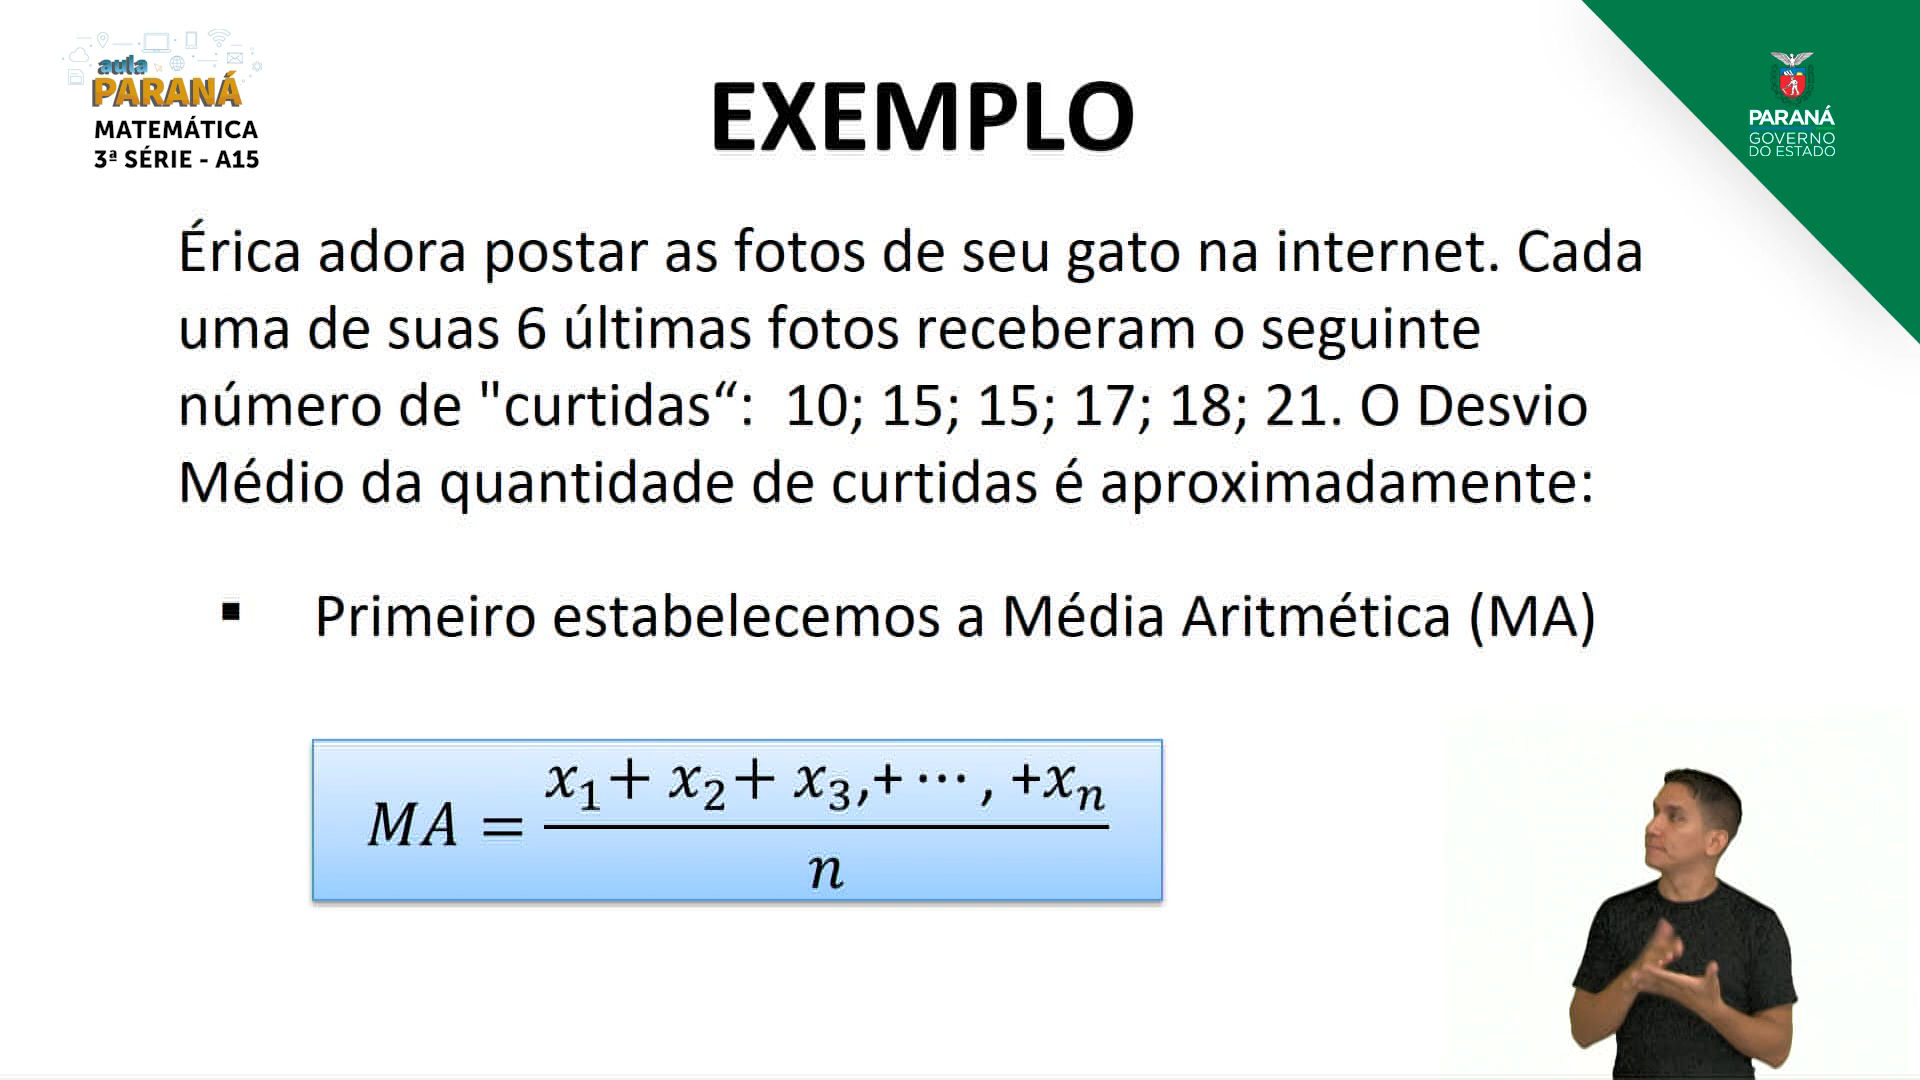 aula
PARANÁ
MATEMÁTICA
3ª SÉRIE - A15
EXEMPLO
PARANÁ
GOVERNO
DO ESTADO
Érica adora postar as fotos de seu gato na internet. Cada
uma de suas 6 últimas fotos receberam o seguinte
número de "curtidas“:  10; 15; 15; 17; 18; 21. O Desvio
Médio da quantidade de curtidas é aproximadamente:
▪ Primeiro estabelecemos a Média Aritmética (MA)
MA = x₁+ x₂+ x₃,+ ⋯ , +xₙ
n